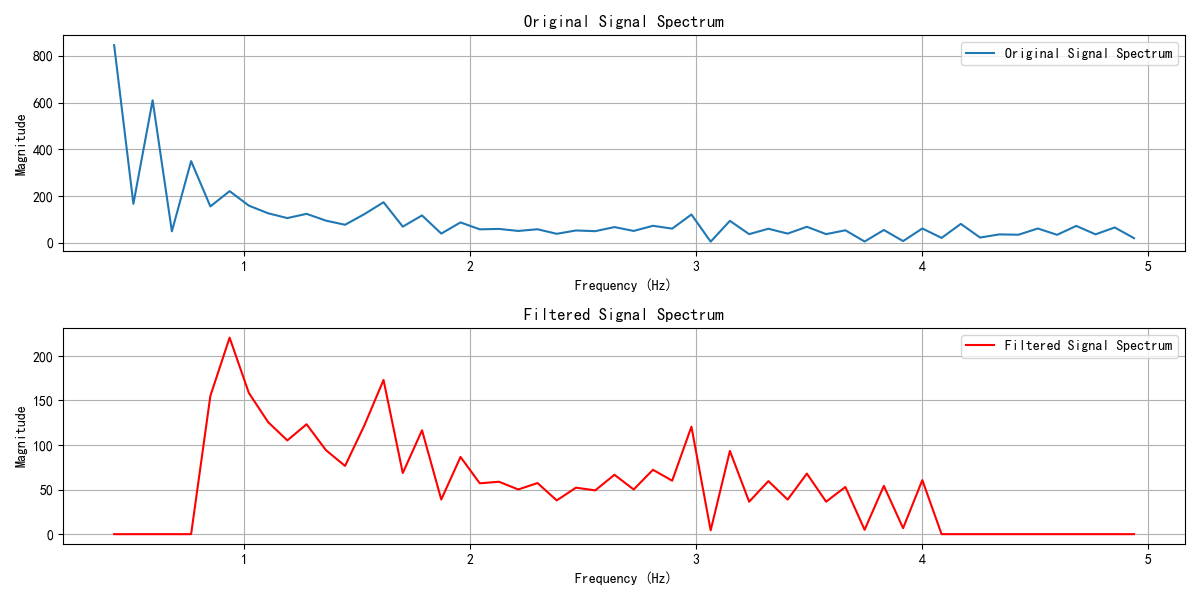 Original Signal Spectrum
Original Signal Spectrum
Magnitude
800
600
400
200
0
1 2 3 4 5
Frequency (Hz)
Filtered Signal Spectrum
Filtered Signal Spectrum
Magnitude
200
150
100
50
0
1 2 3 4 5
Frequency (Hz)